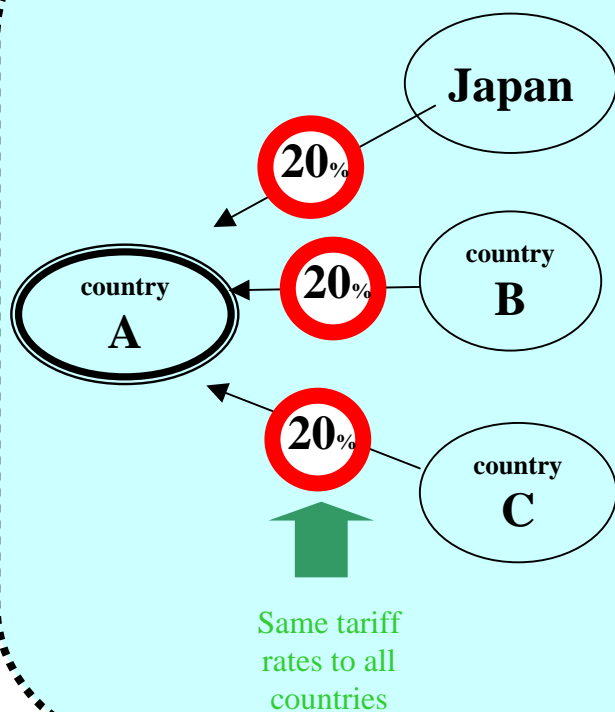 Japan
20%
country
A
20%
country
B
20%
country
C
Same tariff
rates to all
countries